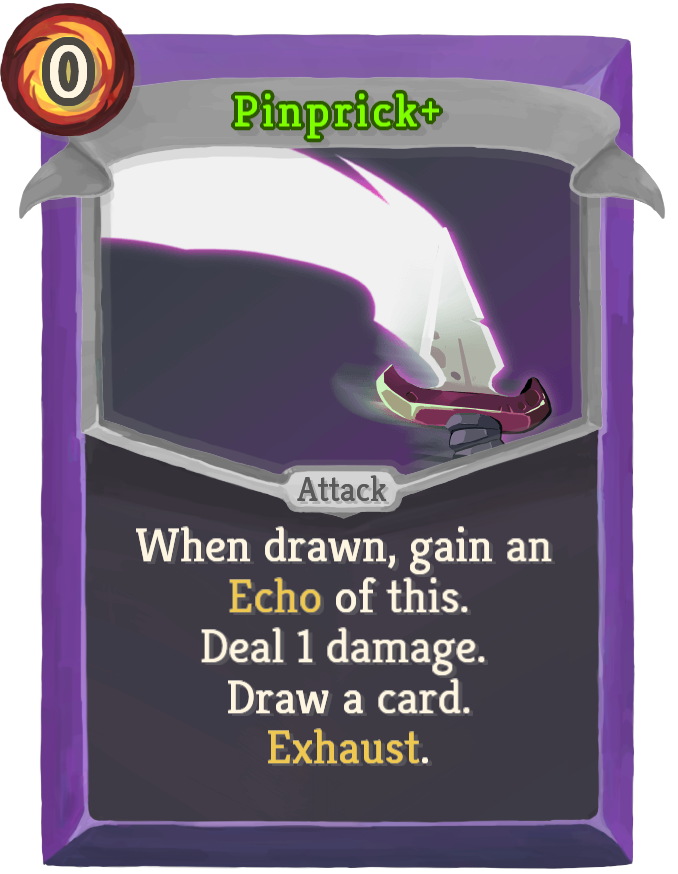 0
Pinprick+
Attack
When drawn, gain an
Echo of this.
Deal 1 damage.
Draw a card.
Exhaust.